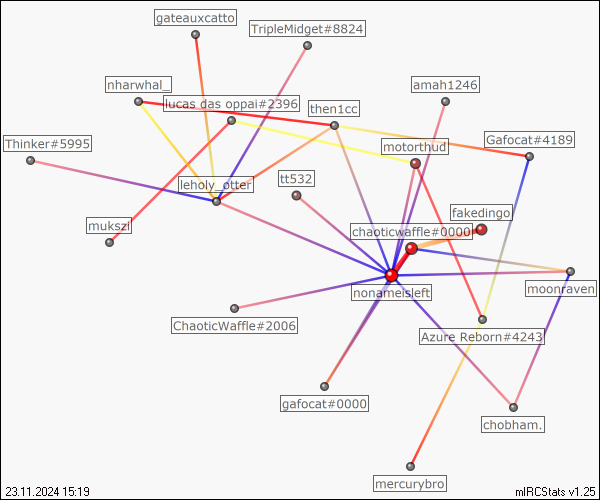 gateauxcatto
TripleMidget#8824
nharwhal_
amah1246
lucas das oppai#2396
then1cc
Thinker#5995
motorthud
Gafocat#4189
leholy_otter
tt532
fakedingo
mukszi
chaoticwaffle#0000
nonameisleft
moonraven
ChaoticWaffle#2006
Azure Reborn#4243
gafocat#0000
chobham.
mercurybro
23.11.2024 15:19
mIRCStats v1.25